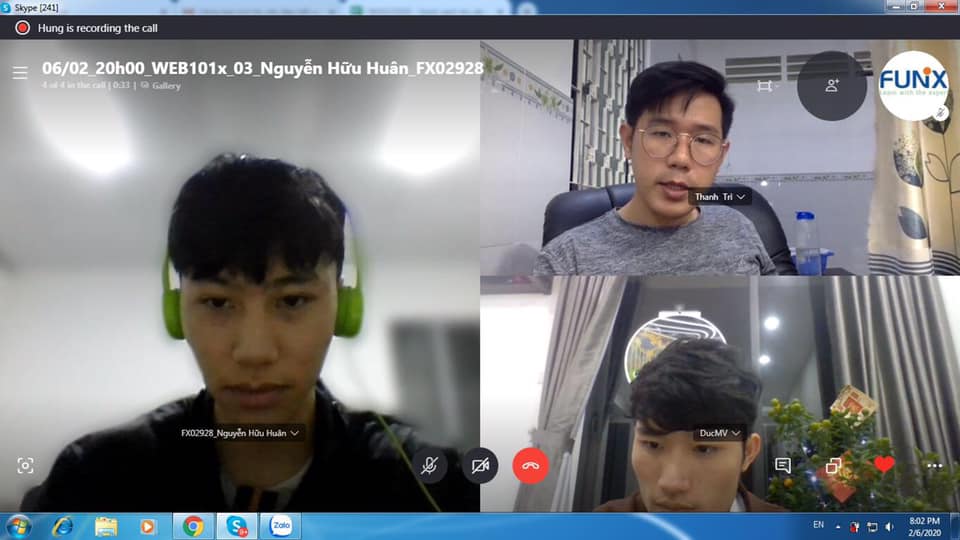 Skype [241]
Hung is recording the call
06/02_20h00_WEB101x_03_Nguyễn Hữu Huân_FX02928
4 of 4 in the call | 0:33 | Gallery
FUNiX
Learn with the expert
Thanh Tri
DucMV
FX02928_Nguyễn Hữu Huân
Zalo
EN
8:02 PM
2/6/2020